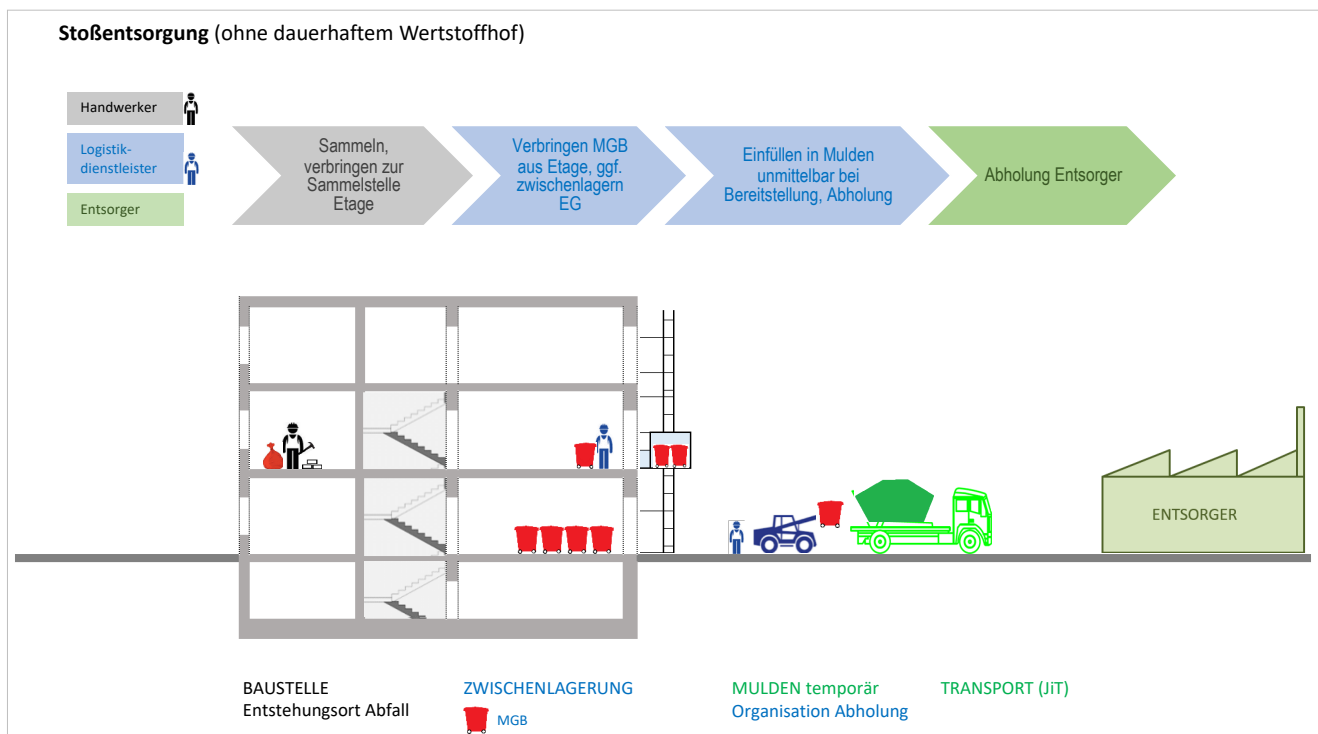 Stoßentsorgung (ohne dauerhaftem Wertstoffhof)
Handwerker
Logistik-
dienstleister
Entsorger
Sammeln,
verbringen zur
Sammelstelle
Etage
Verbringen MGB
aus Etage, ggf.
zwischenlagern
EG
Einfüllen in Mulden
unmittelbar bei
Bereitstellung, Abholung
Abholung Entsorger
ENTSORGER
BAUSTELLE
Entstehungsort Abfall
ZWISCHENLAGERUNG
MGB
MULDEN temporär
Organisation Abholung
TRANSPORT (JiT)